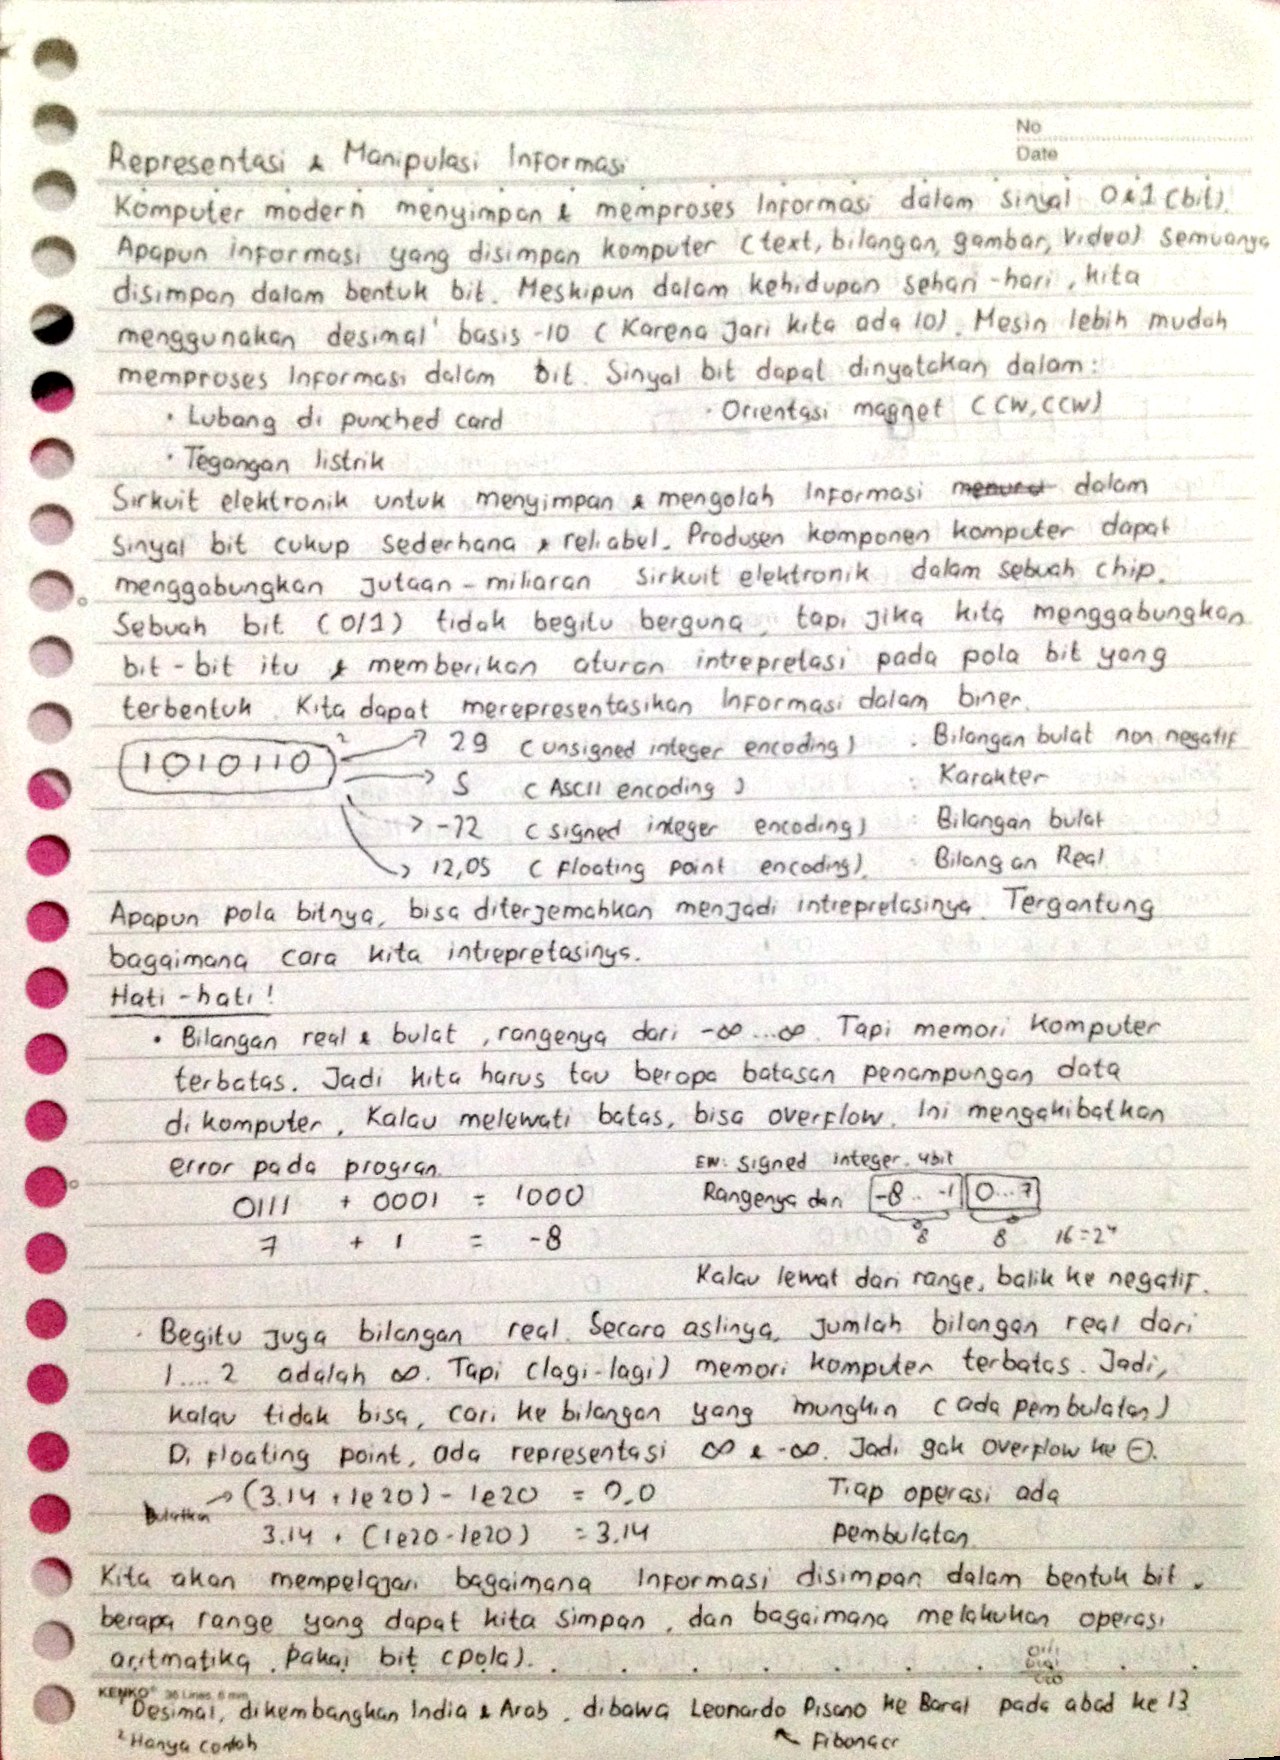 No
Date
Representasi & Manipulasi Informasi
Komputer modern menyimpan & memproses Informasi dalam sinyal 0&1 (bit).
Apapun informasi yang disimpan komputer (text, bilangan, gambar, video) semuanya
disimpan dalam bentuk bit. Meskipun dalam kehidupan sehari-hari, kita
menggunakan desimal¹ basis-10 (Karena Jari kita ada 10). Mesin lebih mudah
memproses Informasi dalam bit. Sinyal bit dapat dinyatakan dalam:
· Lubang di punched card · Orientasi magnet (CW, CCW)
· Tegangan listrik
Sirkuit elektronik untuk menyimpan & mengolah Informasi dalam
sinyal bit cukup sederhana & reliabel. Produsen komponen komputer dapat
menggabungkan jutaan-miliaran sirkuit elektronik dalam sebuah chip.
Sebuah bit (0/1) tidak begitu berguna, tapi jika kita menggabungkan
bit-bit itu & memberikan aturan intrepretasi pada pola bit yang
terbentuk. Kita dapat merepresentasikan Informasi dalam biner.
1010110 ² → 29 (unsigned integer encoding) : Bilangan bulat non negatif
→ S (ASCII encoding) : Karakter
→ -72 (signed integer encoding) : Bilangan bulat
→ 12,05 (Floating point encoding). : Bilangan Real
Apapun pola bitnya, bisa diterjemahkan menjadi intrepretasinya. Tergantung
bagaimana cara kita intrepretasinya.
Hati-hati!
• Bilangan real & bulat, rangenya dari -∞...∞. Tapi memori komputer
terbatas. Jadi kita harus tau berapa batasan penampungan data
di komputer. Kalau melewati batas, bisa overflow. Ini mengakibatkan
error pada program.
0111 + 0001 = 1000
7 + 1 = -8
signed integer 4bit
Rangenya dari -8 .. -1 0 ... 7
8 8 16=2⁴
Kalau lewat dari range, balik ke negatif.
· Begitu juga bilangan real. Secara aslinya, jumlah bilangan real dari
1....2 adalah ∞. Tapi (lagi-lagi) memori komputer terbatas. Jadi,
kalau tidak bisa, cari ke bilangan yang mungkin (ada pembulatan)
Di floating point, ada representasi ∞ & -∞. Jadi gak overflow ke ⊖.
→ (3.14 + 1e20) - 1e20 = 0,0 Tiap operasi ada
bulatkan
3.14 + (1e20-1e20) = 3.14 pembulatan
Kita akan mempelajari bagaimana Informasi disimpan dalam bentuk bit,
berapa range yang dapat kita simpan, dan bagaimana melakukan operasi
aritmatika. Pakai bit (pola).
KENKO® 36 Lines, 6 mm
¹ Desimal, dikembangkan India & Arab, dibawa Leonardo Pisano ke Barat pada abad ke 13
² Hanya contoh
↖ Fibonacci